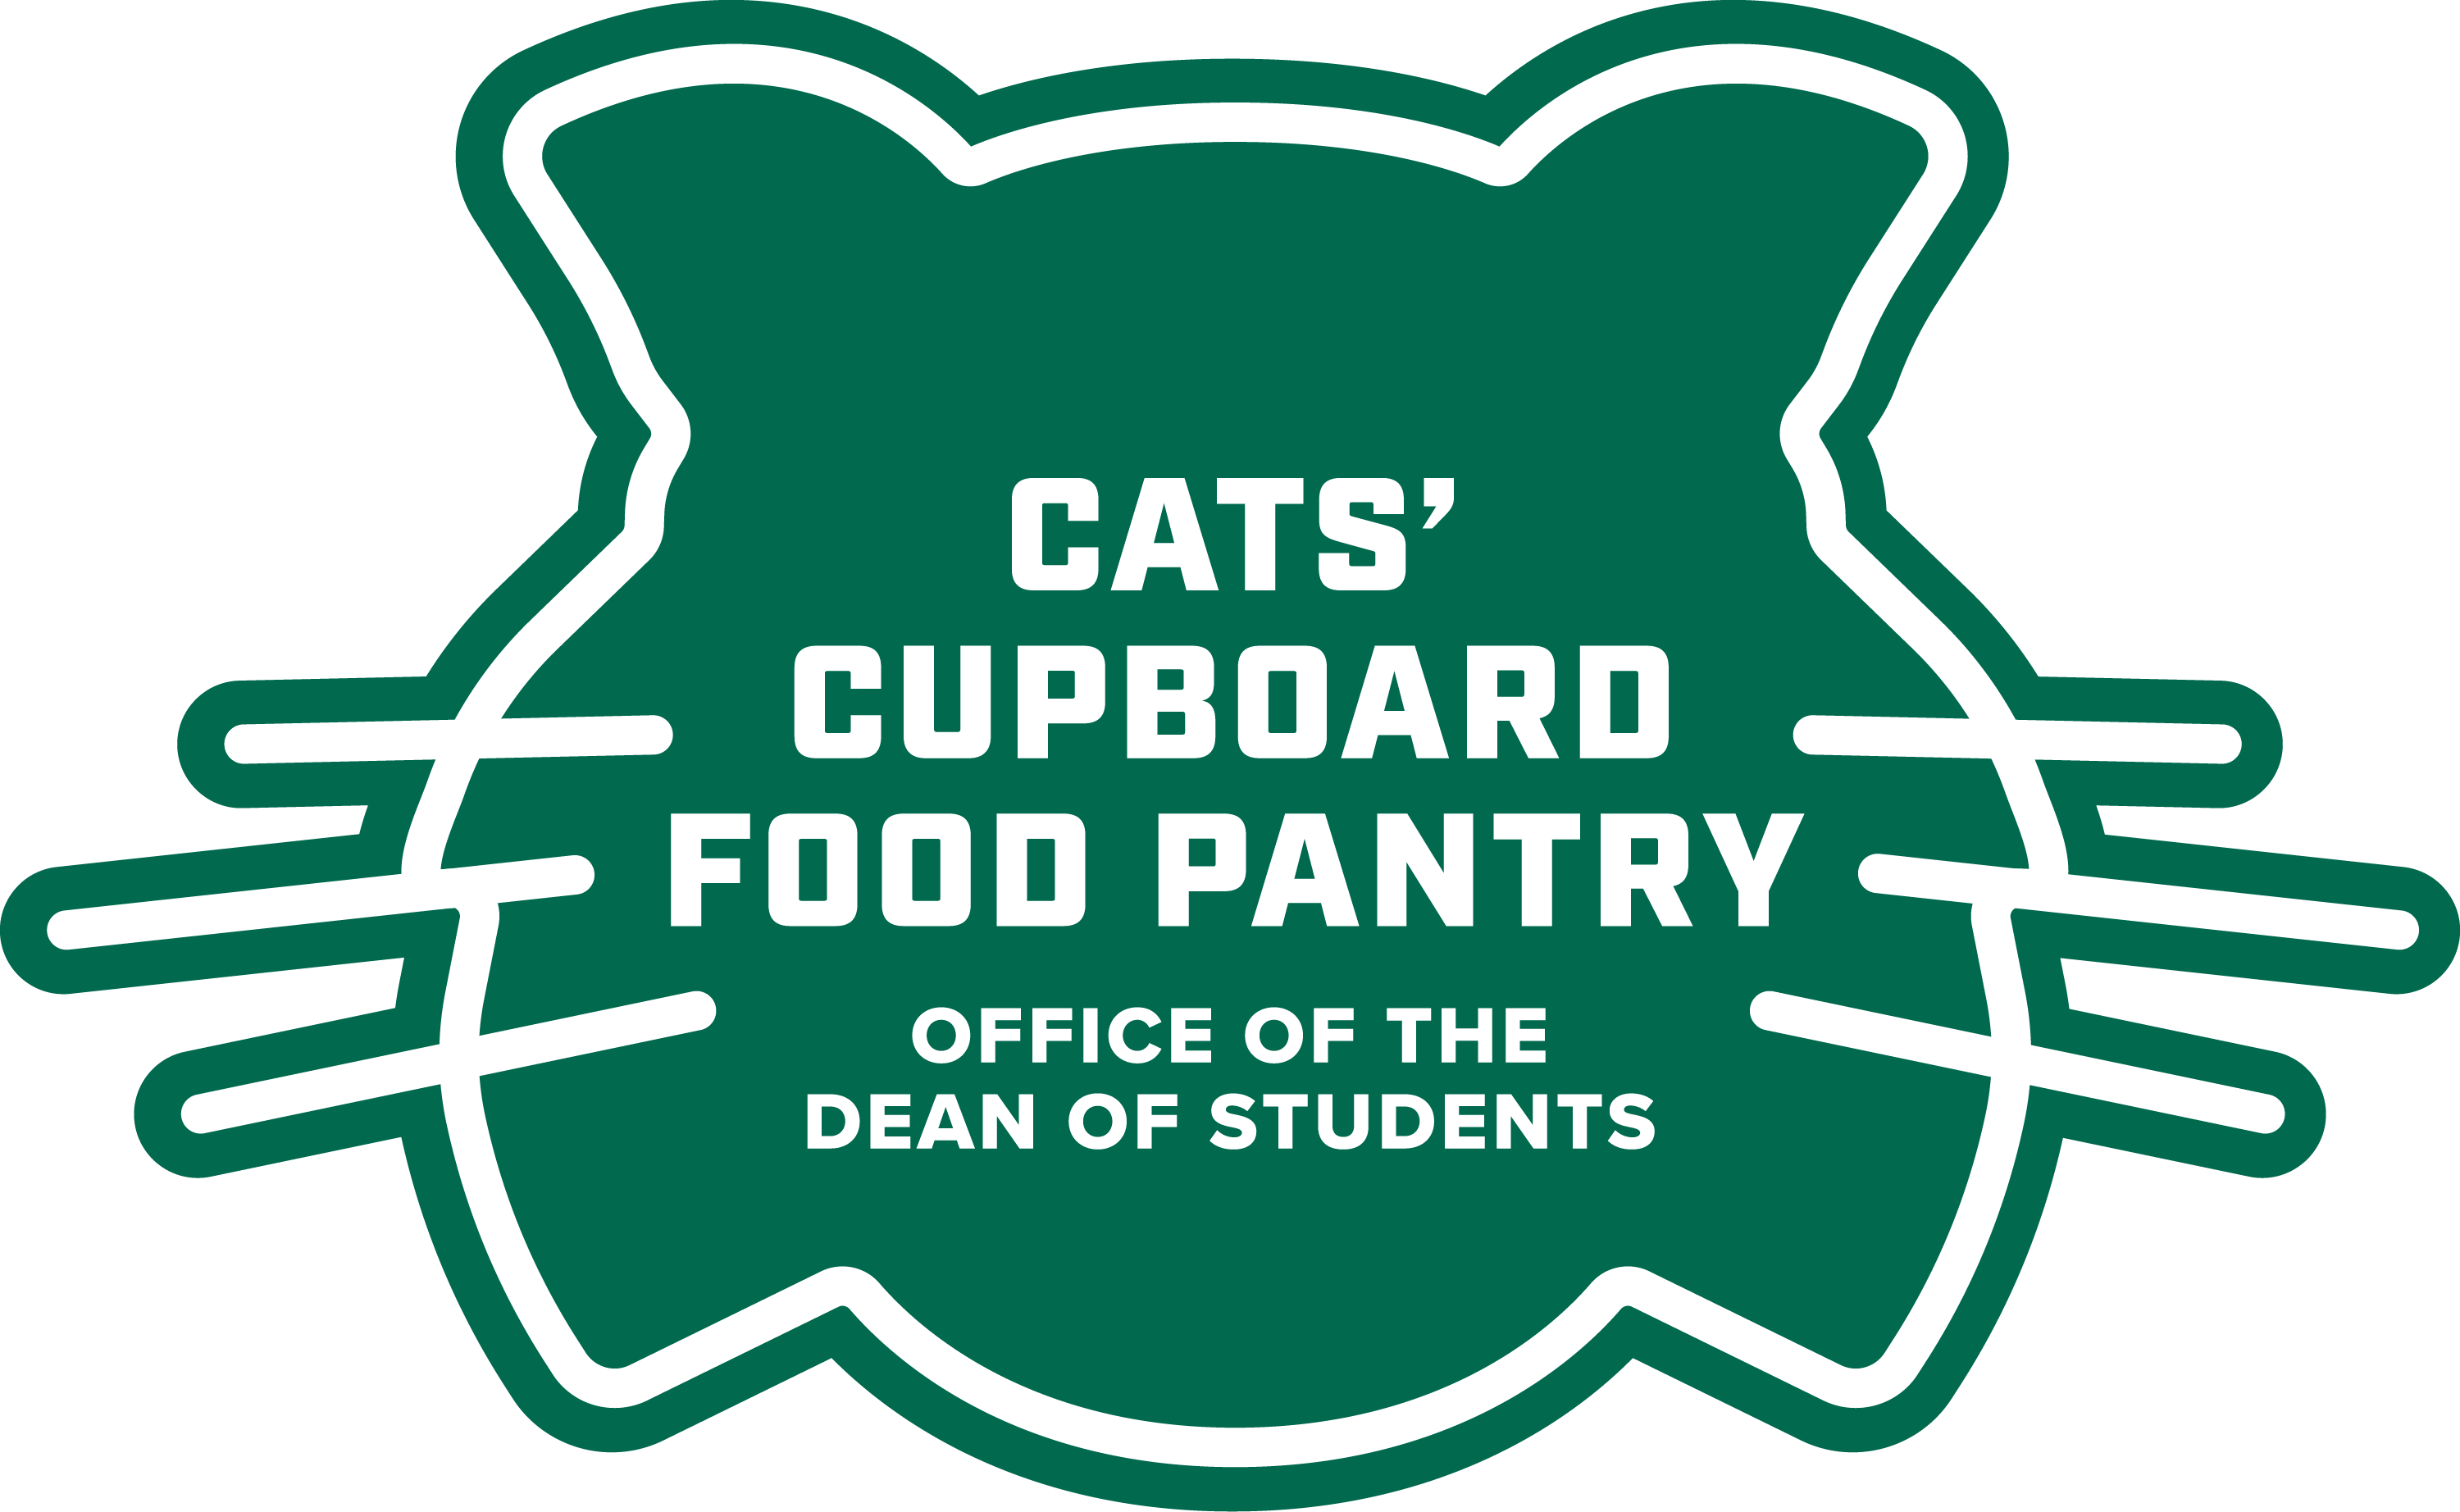 CATS’
CUPBOARD
FOOD PANTRY
OFFICE OF THE
DEAN OF STUDENTS